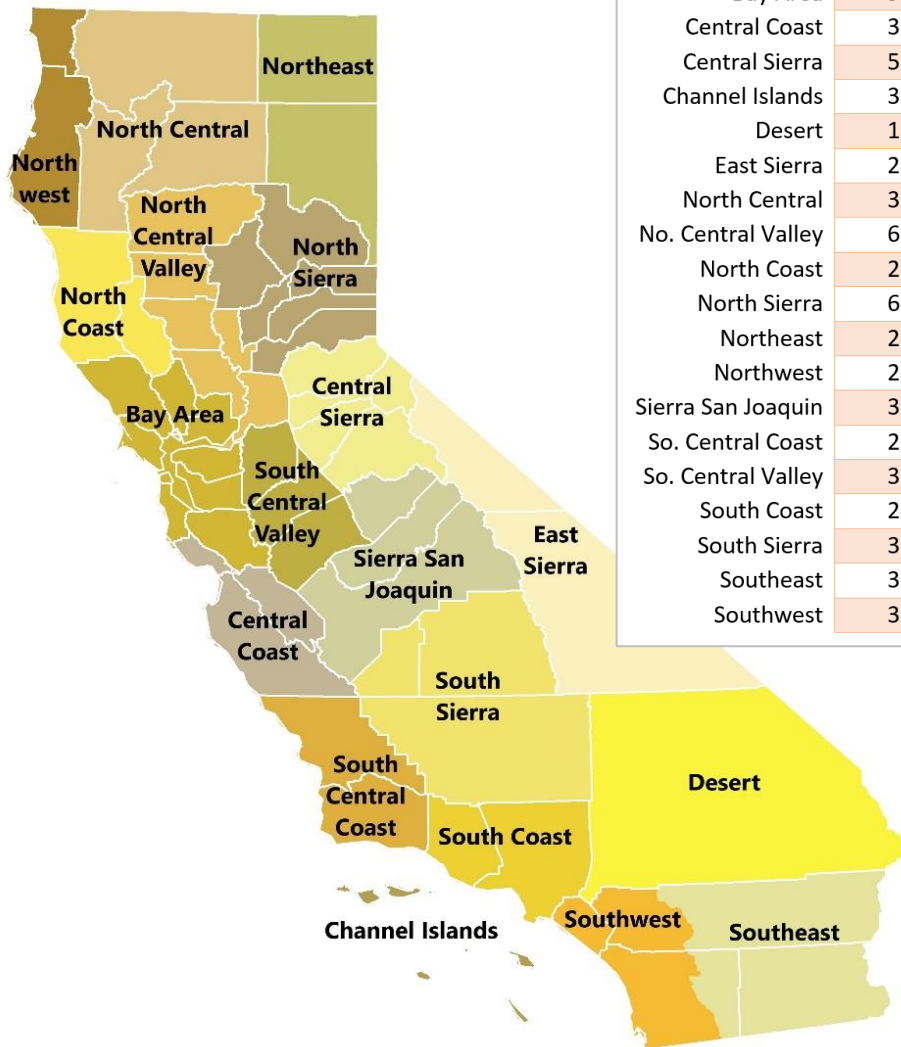 Central Coast 3
Central Sierra 5
Channel Islands 3
Desert 1
East Sierra 2
North Central 3
No. Central Valley 6
North Coast 2
North Sierra 6
Northeast 2
Northwest 2
Sierra San Joaquin 3
So. Central Coast 2
So. Central Valley 3
South Coast 2
South Sierra 3
Southeast 3
Southwest 3
Northeast
North Central
North
west
North
Central
Valley
North
Sierra
North
Coast
Central
Sierra
Bay Area
South
Central
Valley
East
Sierra
Sierra San
Joaquin
Central
Coast
South
Sierra
South
Central
Coast
Desert
South Coast
Channel Islands
Southwest
Southeast